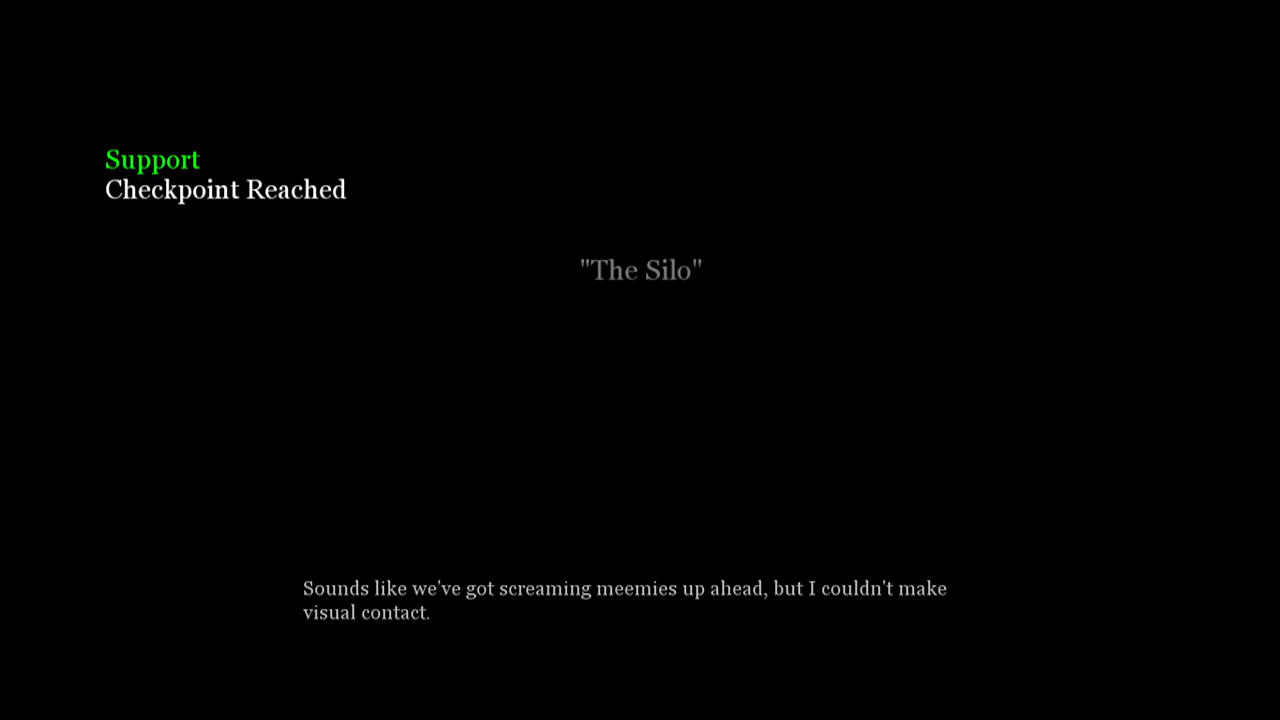 Support
Checkpoint Reached
"The Silo"
Sounds like we've got screaming meemies up ahead, but I couldn't make
visual contact.